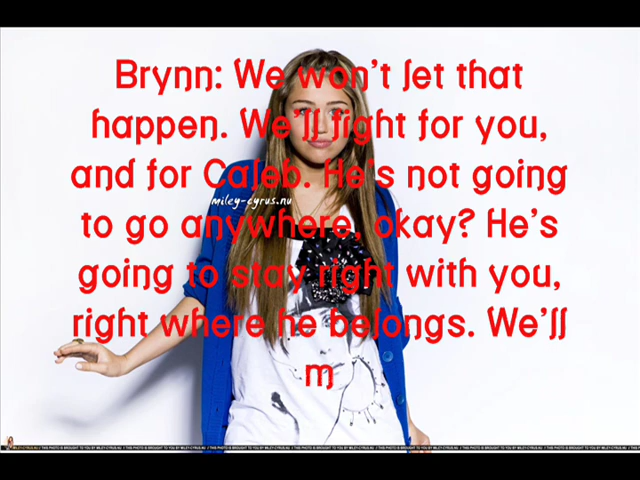 Brynn: We won't let that
happen. We'll fight for you,
and for Caleb. He's not going
miley-cyrus.nu
to go anywhere, okay? He's
going to stay right with you,
right where he belongs. We'll
m